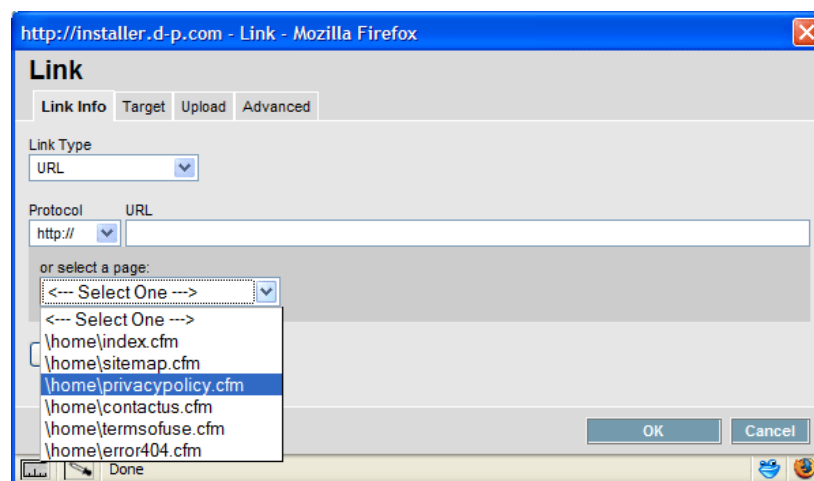 http://installer.d-p.com - Link - Mozilla Firefox
Link
Link Info Target Upload Advanced
Link Type
URL
Protocol URL
http://
or select a page:
<--- Select One --->
<--- Select One --->
\home\index.cfm
\home\sitemap.cfm
\home\privacypolicy.cfm
\home\contactus.cfm
\home\termsofuse.cfm
\home\error404.cfm
OK Cancel
Done